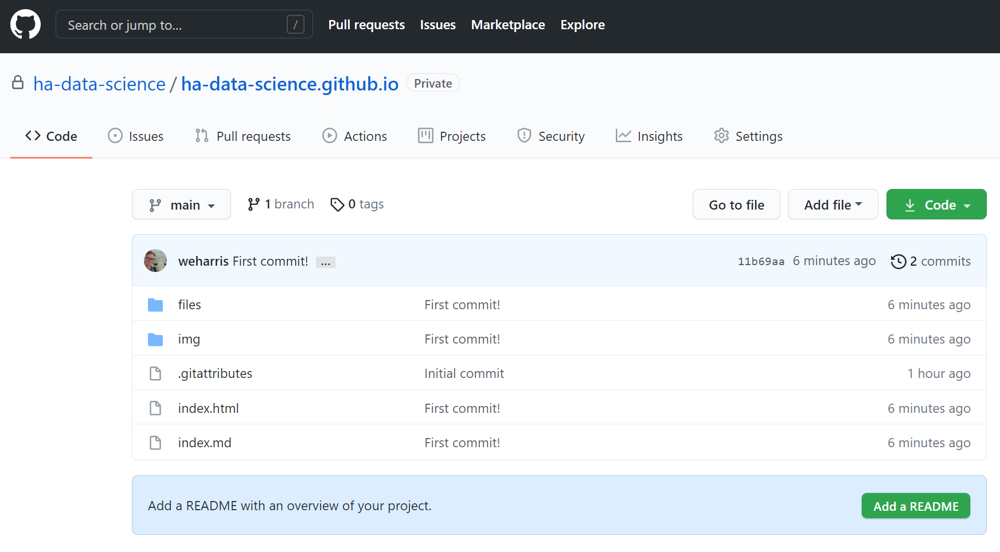 Search or jump to... /
Pull requests Issues Marketplace Explore
ha-data-science / ha-data-science.github.io Private
Code Issues Pull requests Actions Projects Security Insights Settings
main 1 branch 0 tags Go to file Add file Code
weharris First commit! ... 11b69aa 6 minutes ago 2 commits
files First commit! 6 minutes ago
img First commit! 6 minutes ago
.gitattributes Initial commit 1 hour ago
index.html First commit! 6 minutes ago
index.md First commit! 6 minutes ago
Add a README with an overview of your project. Add a README